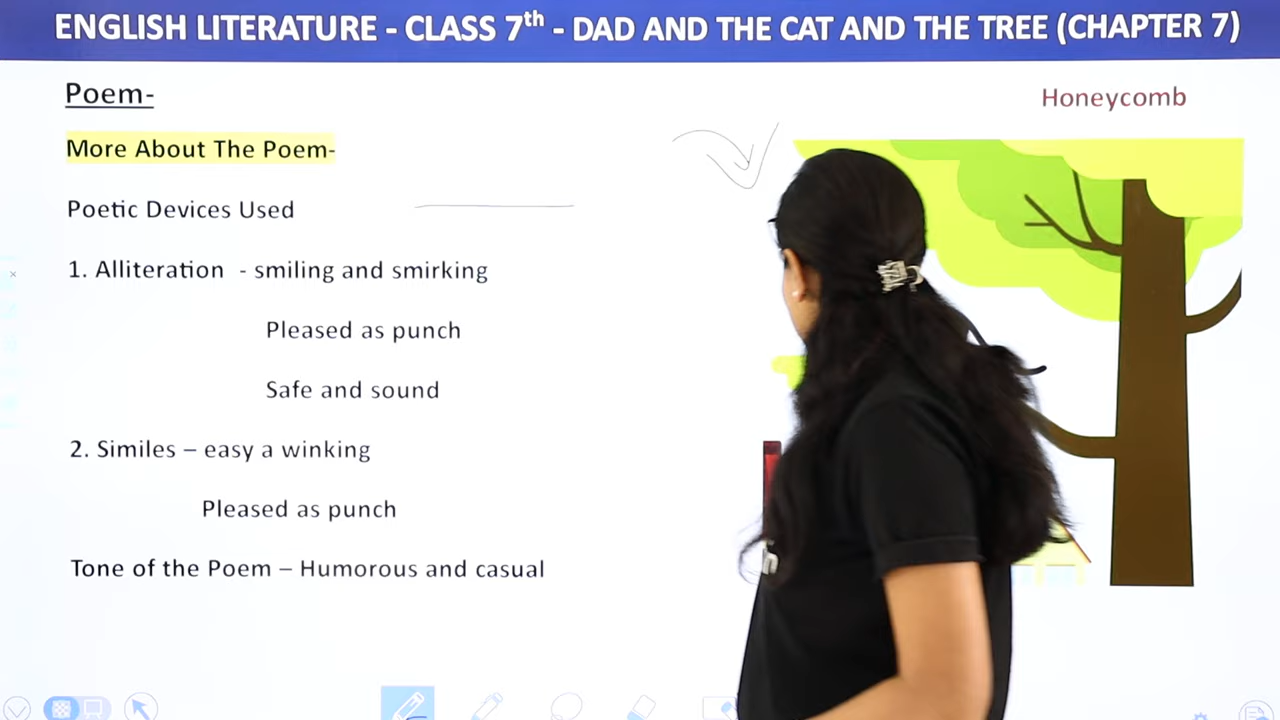 ENGLISH LITERATURE - CLASS 7th - DAD AND THE CAT AND THE TREE (CHAPTER 7)
Poem-
Honeycomb
More About The Poem-
Poetic Devices Used
1. Alliteration - smiling and smirking
Pleased as punch
Safe and sound
2. Similes – easy a winking
Pleased as punch
Tone of the Poem – Humorous and casual